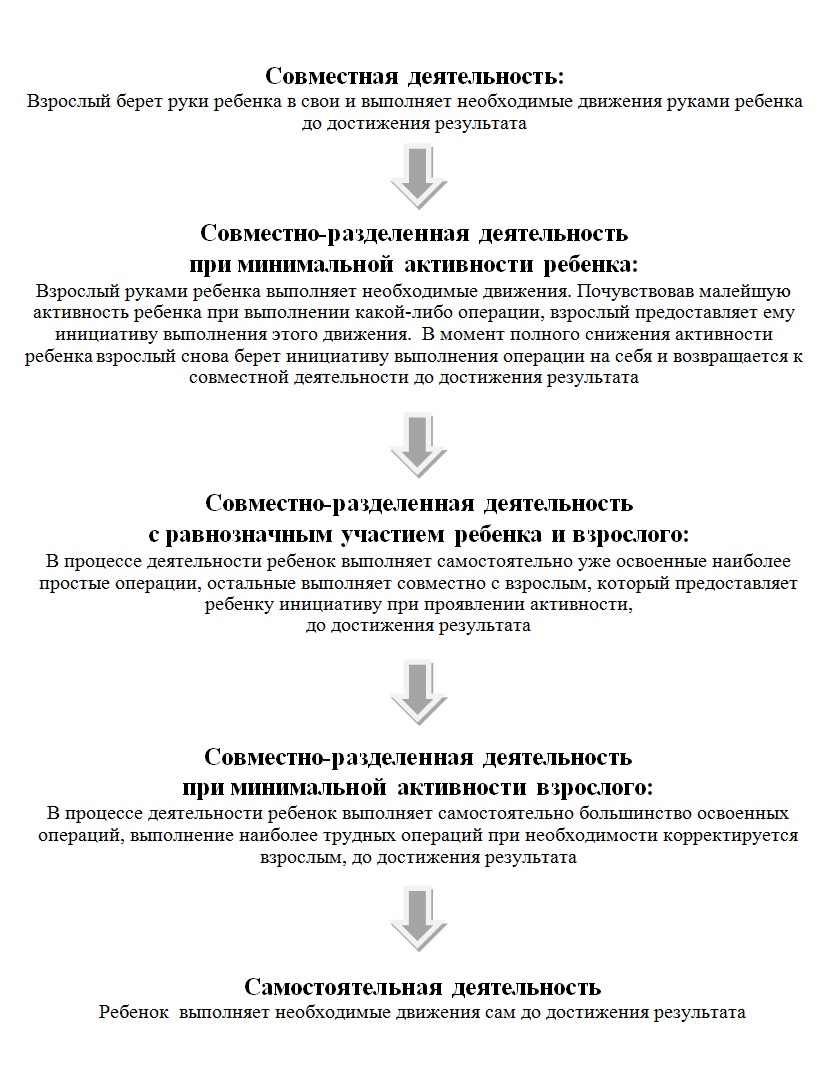 Совместная деятельность:
Взрослый берет руки ребенка в свои и выполняет необходимые движения руками ребенка
до достижения результата
Совместно-разделенная деятельность
при минимальной активности ребенка:
Взрослый руками ребенка выполняет необходимые движения. Почувствовав малейшую
активность ребенка при выполнении какой-либо операции, взрослый предоставляет ему
инициативу выполнения этого движения. В момент полного снижения активности
ребенка взрослый снова берет инициативу выполнения операции на себя и возвращается к
совместной деятельности до достижения результата
Совместно-разделенная деятельность
с равнозначным участием ребенка и взрослого:
В процессе деятельности ребенок выполняет самостоятельно уже освоенные наиболее
простые операции, остальные выполняет совместно с взрослым, который предоставляет
ребенку инициативу при проявлении активности,
до достижения результата
Совместно-разделенная деятельность
при минимальной активности взрослого:
В процессе деятельности ребенок выполняет самостоятельно большинство освоенных
операций, выполнение наиболее трудных операций при необходимости корректируется
взрослым, до достижения результата
Самостоятельная деятельность
Ребенок выполняет необходимые движения сам до достижения результата